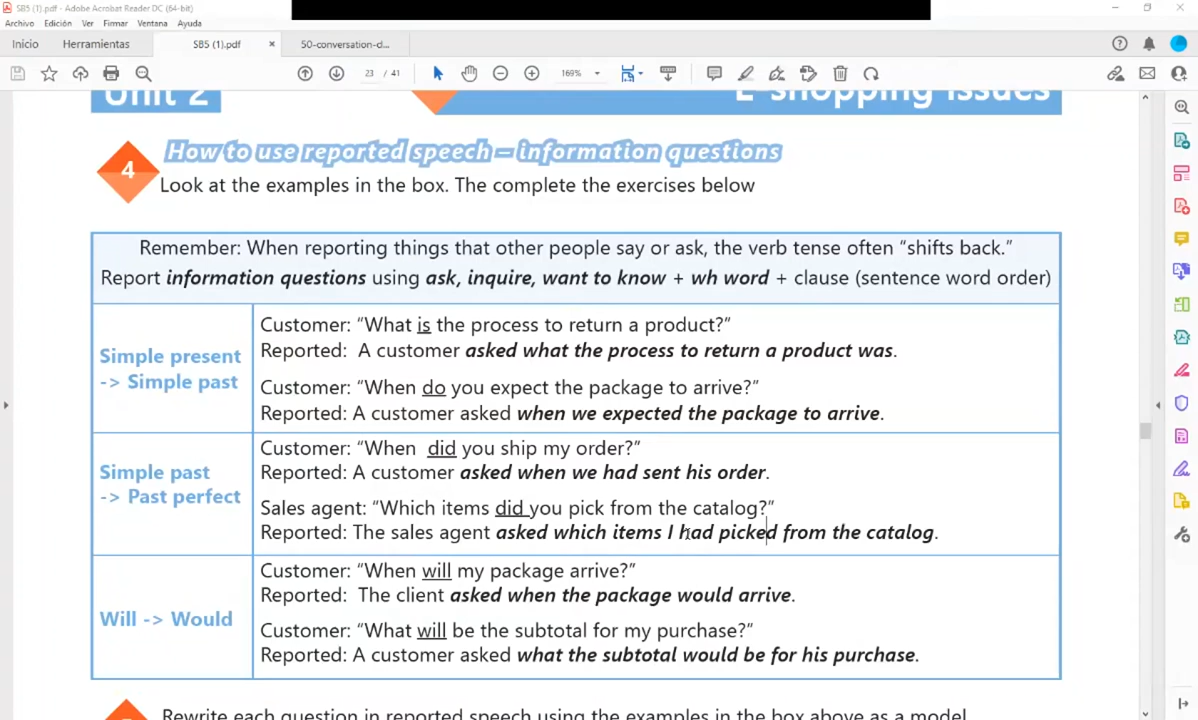 SB5 (1).pdf - Adobe Acrobat Reader DC (64-bit)
Archivo Edición Ver Firmar Ventana Ayuda
Inicio Herramientas SB5 (1).pdf × 50-conversation-d...
23 / 41 169%
Unit 2 E-shopping issues
4 How to use reported speech – information questions
Look at the examples in the box. The complete the exercises below
Remember: When reporting things that other people say or ask, the verb tense often “shifts back.”
Report information questions using ask, inquire, want to know + wh word + clause (sentence word order)
Simple present
-> Simple past
Customer: “What is the process to return a product?”
Reported: A customer asked what the process to return a product was.
Customer: “When do you expect the package to arrive?”
Reported: A customer asked when we expected the package to arrive.
Simple past
-> Past perfect
Customer: “When did you ship my order?”
Reported: A customer asked when we had sent his order.
Sales agent: “Which items did you pick from the catalog?”
Reported: The sales agent asked which items I had picked from the catalog.
Will -> Would
Customer: “When will my package arrive?”
Reported: The client asked when the package would arrive.
Customer: “What will be the subtotal for my purchase?”
Reported: A customer asked what the subtotal would be for his purchase.
Rewrite each question in reported speech using the examples in the box above as a model